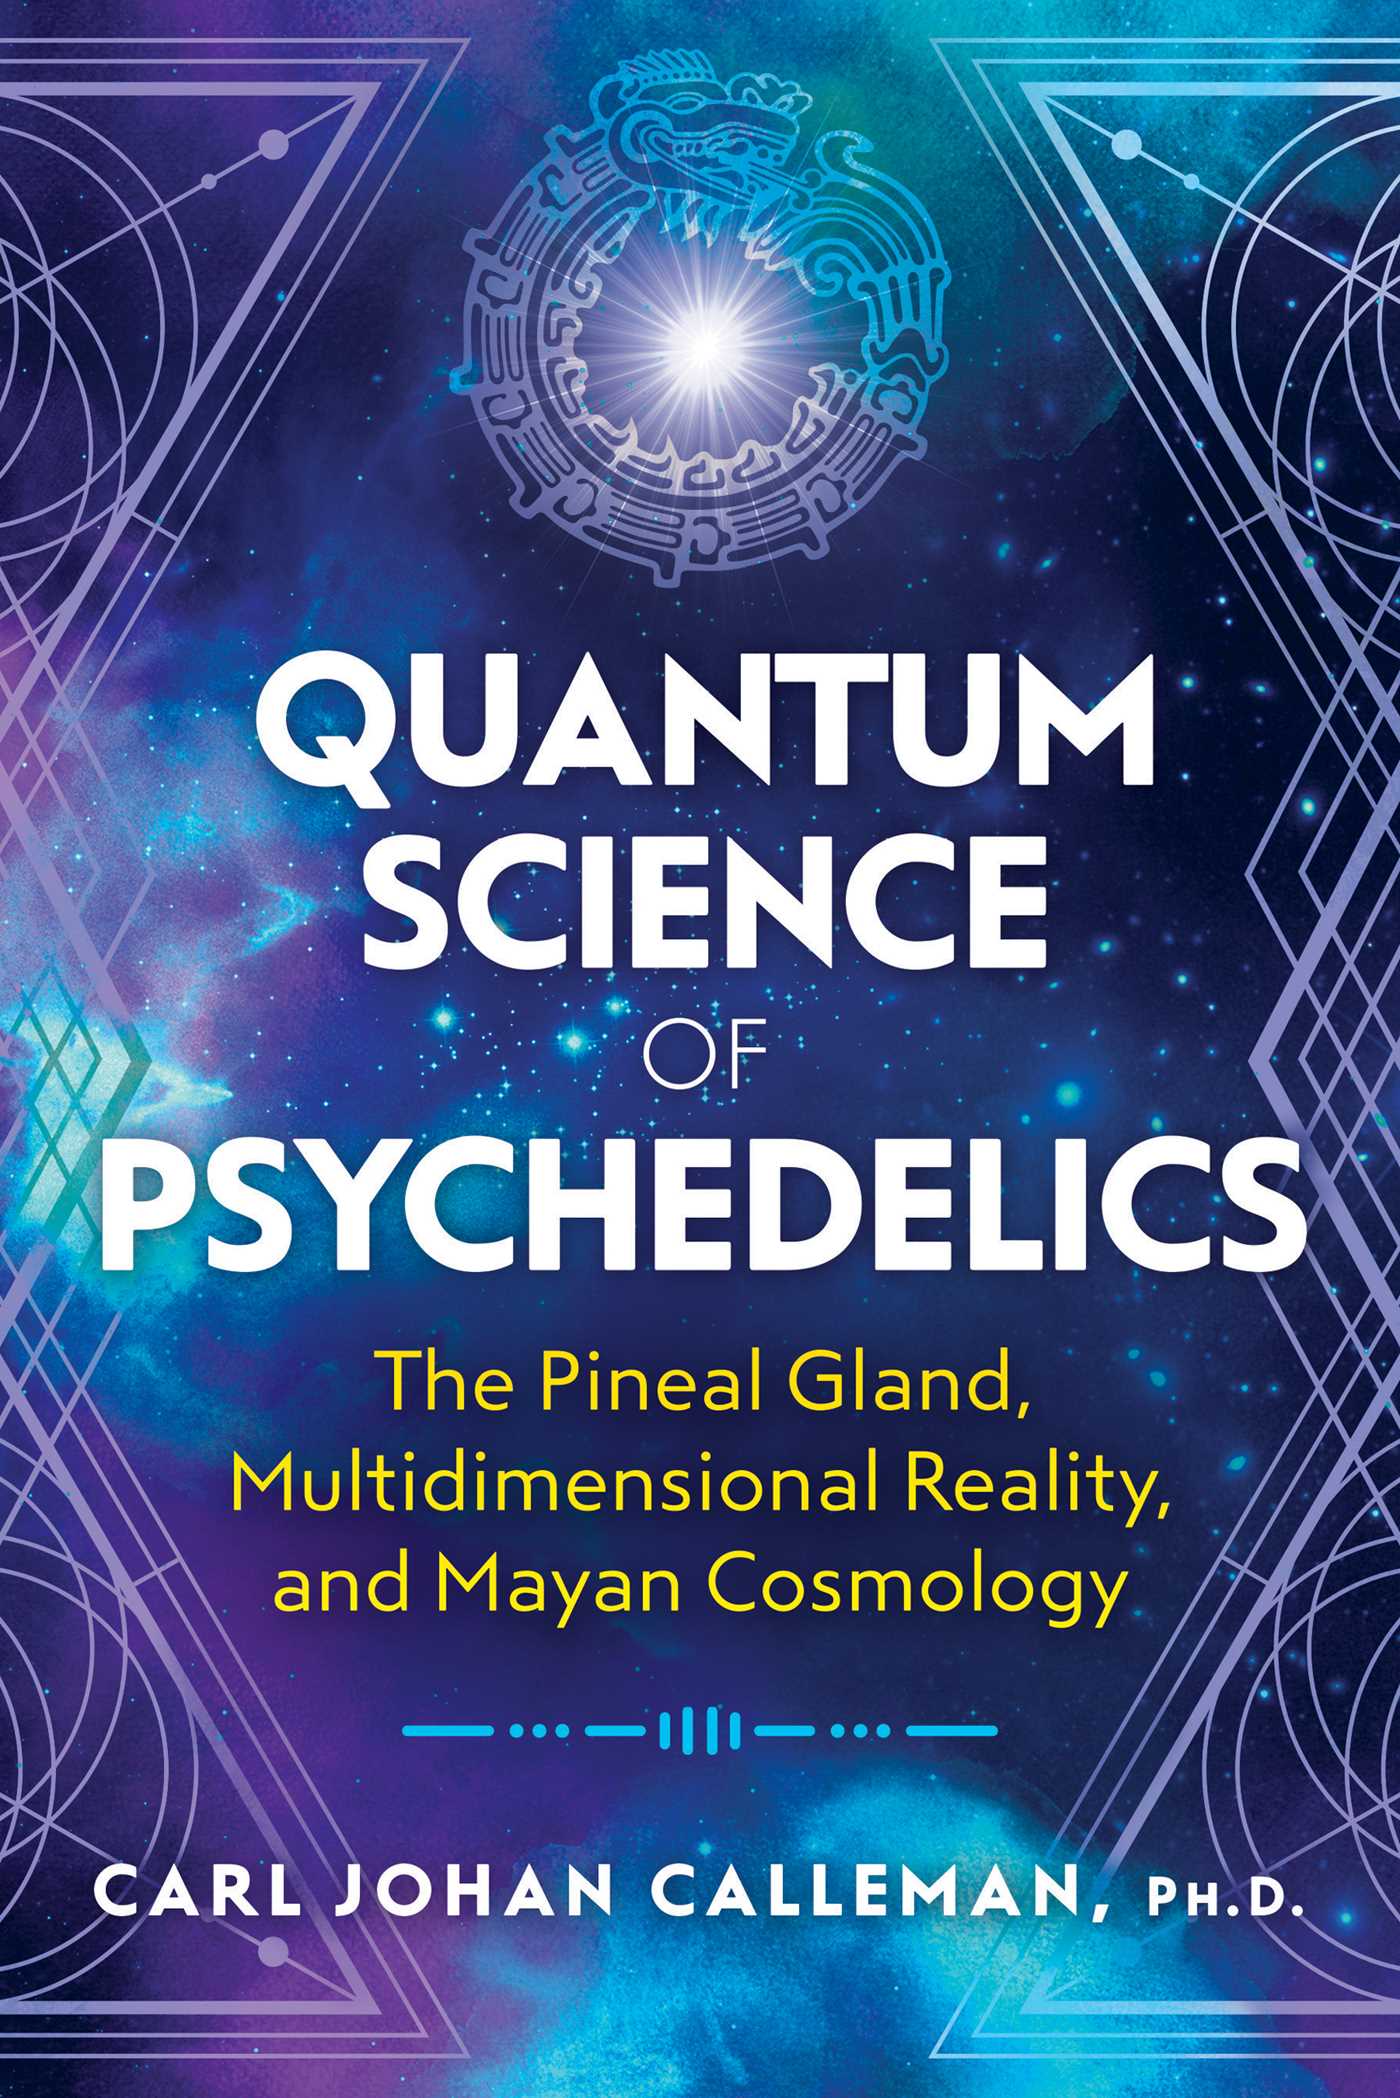 QUANTUM
SCIENCE
OF
PSYCHEDELICS
The Pineal Gland,
Multidimensional Reality,
and Mayan Cosmology
CARL JOHAN CALLEMAN, PH.D.